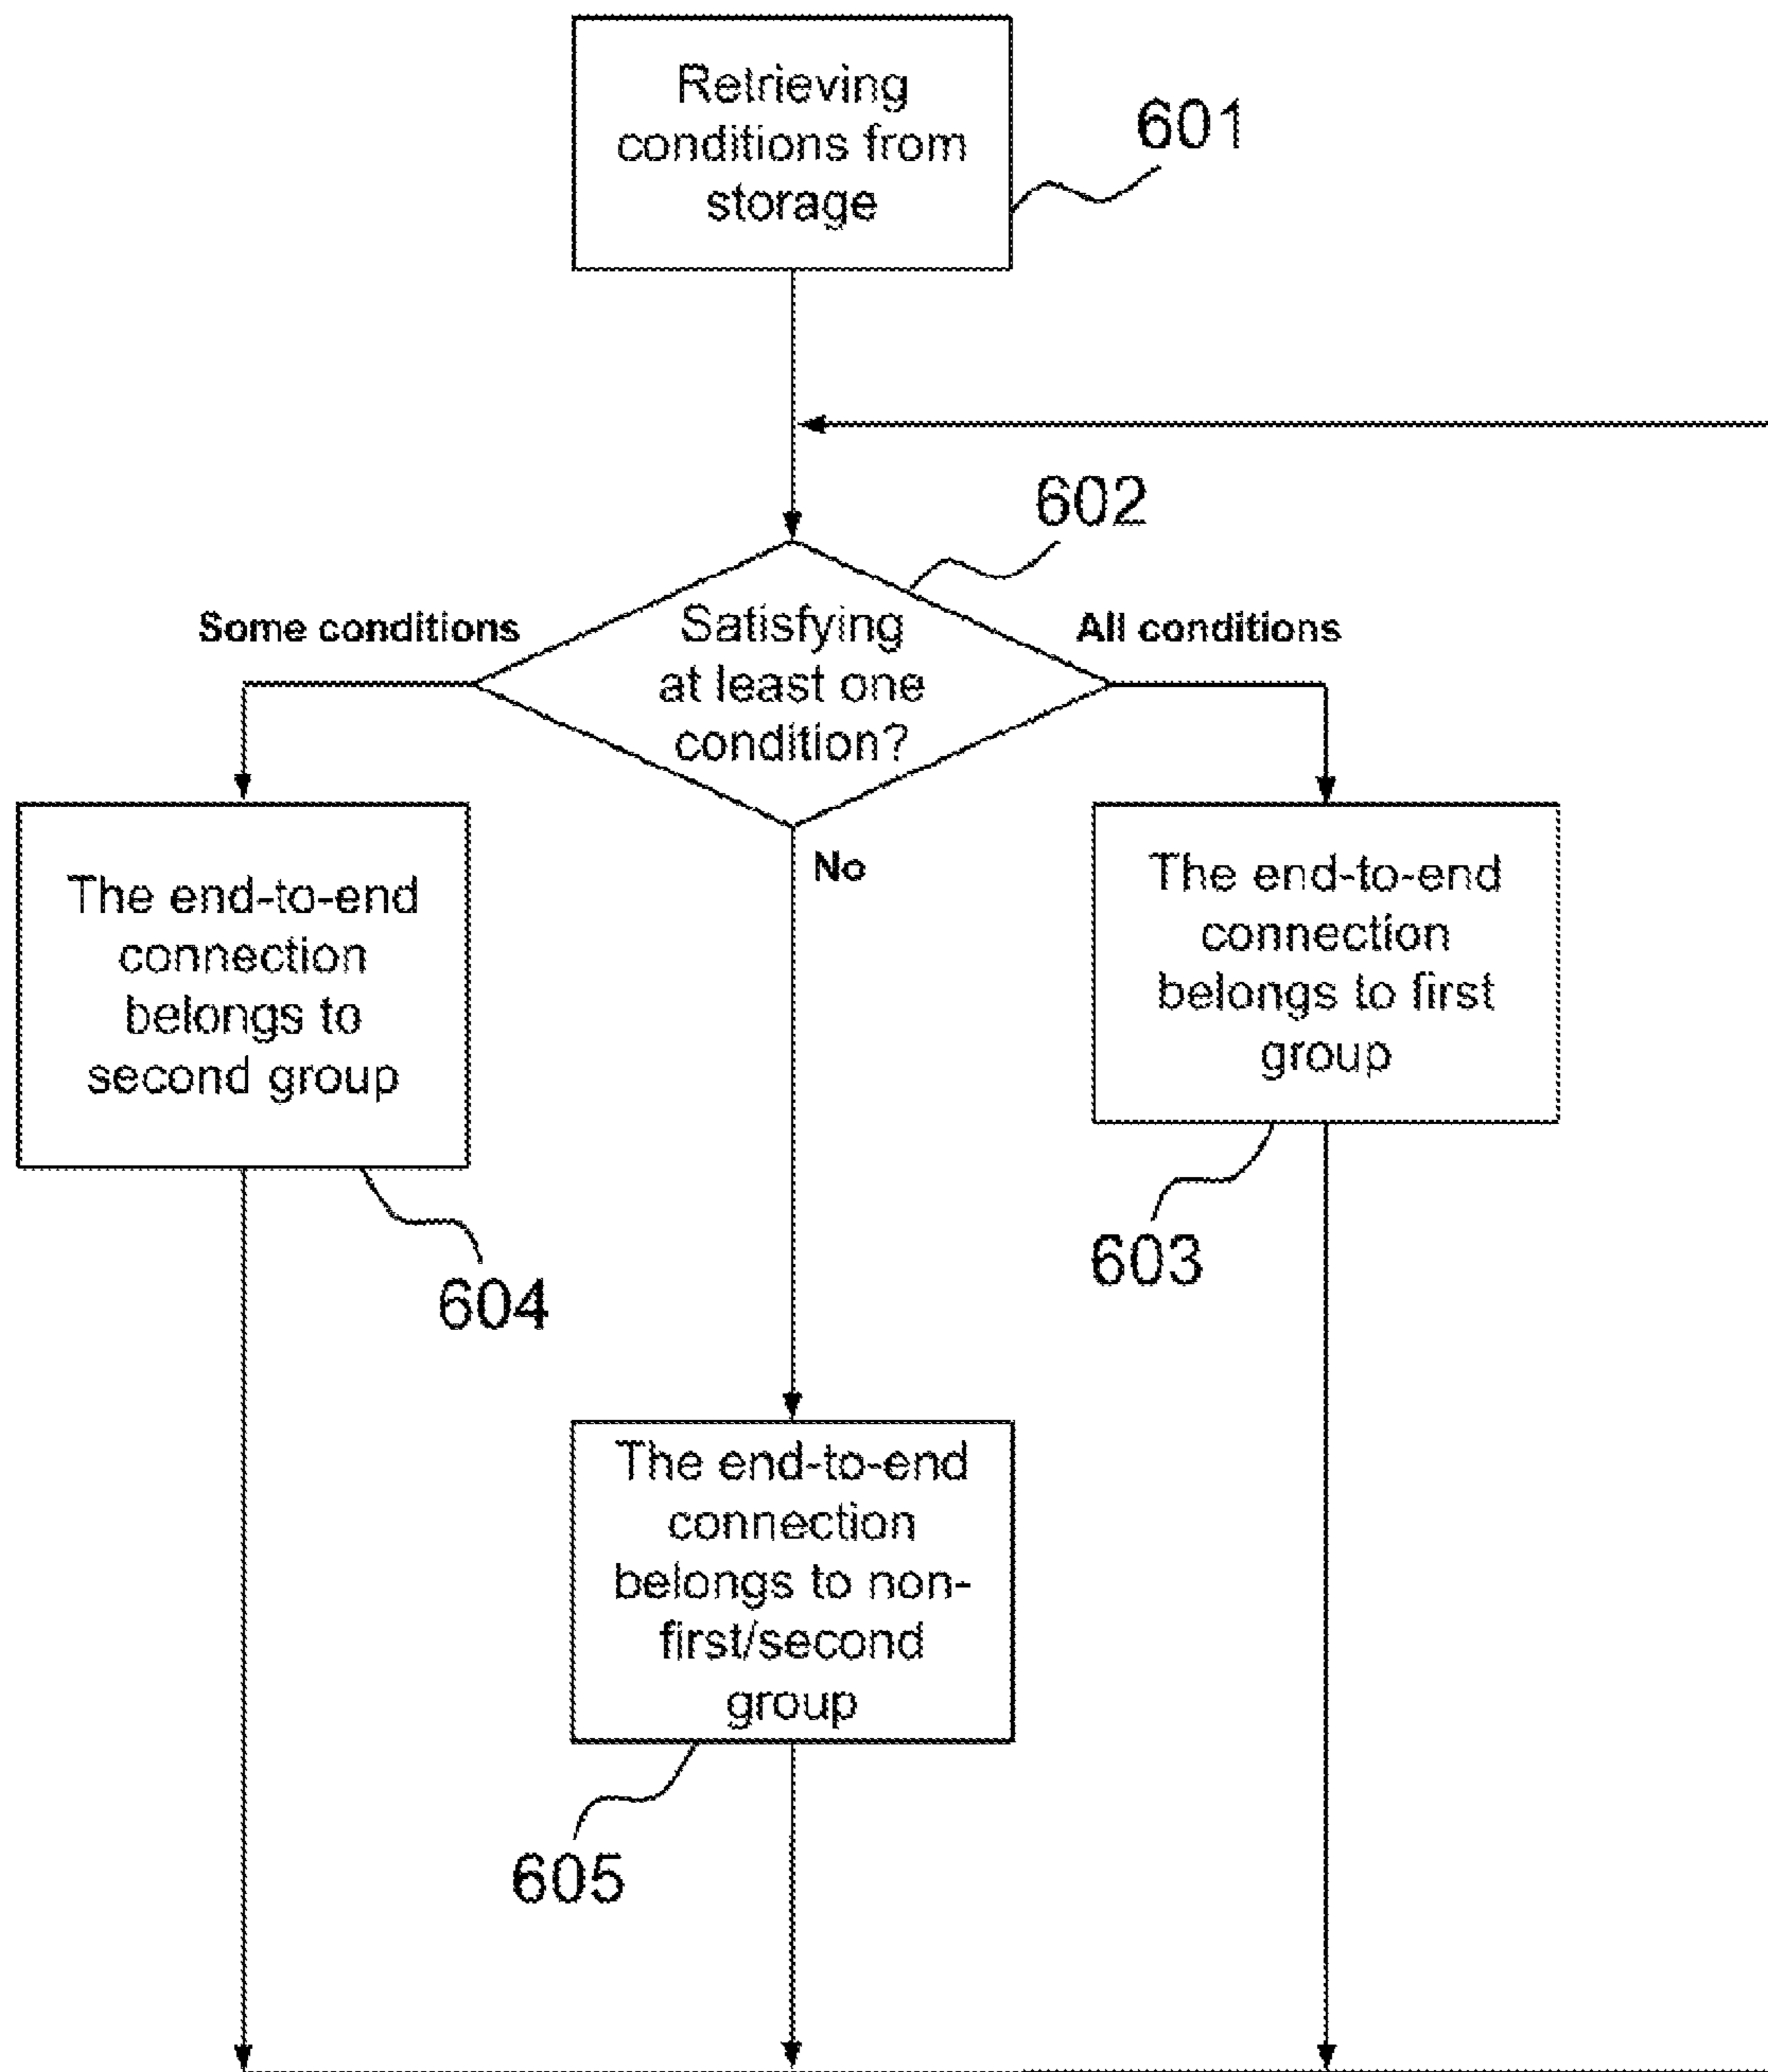 Retrieving
conditions from
storage
601
602
Some conditions
Satisfying
at least one
condition?
All conditions
No
The end-to-end
connection
belongs to
second group
604
The end-to-end
connection
belongs to first
group
603
The end-to-end
connection
belongs to non-
first/second
group
605